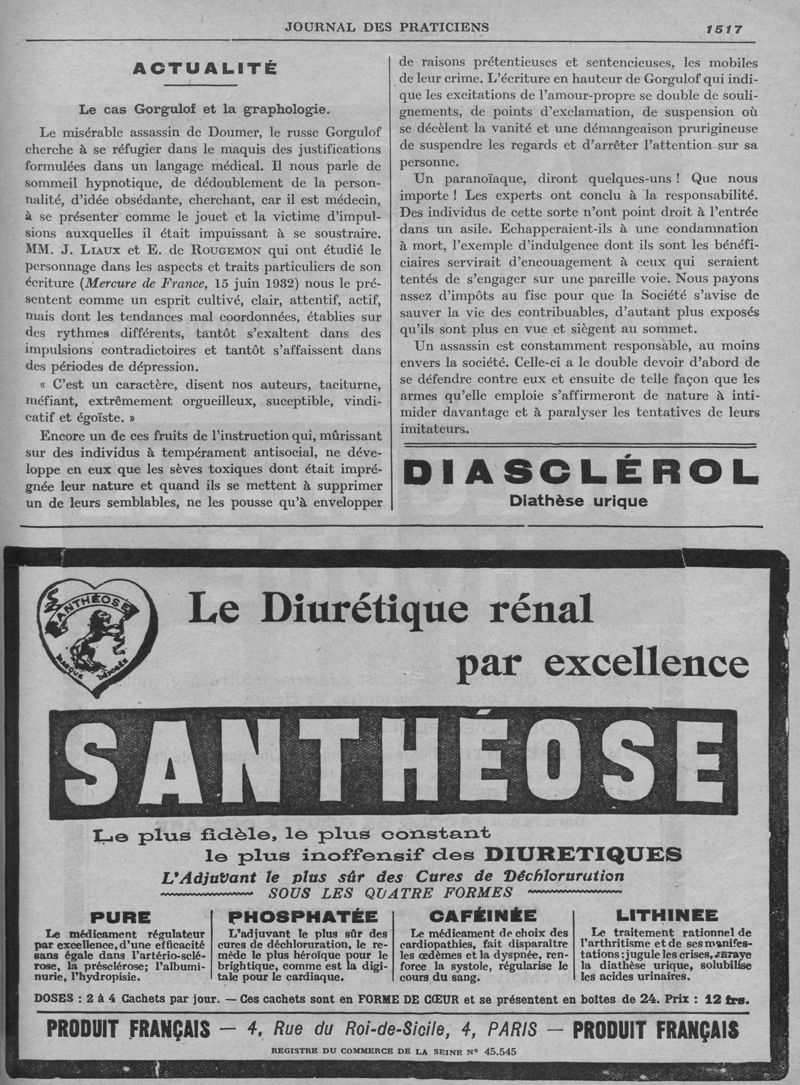 JOURNAL DES PRATICIENS
1517
ACTUALITÉ
Le cas Gorgulof et la graphologie.
Le misérable assassin de Doumer, le russe Gorgulof
cherche à se réfugier dans le maquis des justifications
formulées dans un langage médical. Il nous parle de
sommeil hypnotique, de dédoublement de la person-
nalité, d'idée obsédante, cherchant, car il est médecin,
à se présenter comme le jouet et la victime d'impul-
sions auxquelles il était impuissant à se soustraire.
MM. J. LIAUX et E. de ROUGEMON qui ont étudié le
personnage dans les aspects et traits particuliers de son
écriture (Mercure de France, 15 juin 1932) nous le pré-
sentent comme un esprit cultivé, clair, attentif, actif,
mais dont les tendances mal coordonnées, établies sur
des rythmes différents, tantôt s'exaltent dans des
impulsions contradictoires et tantôt s'affaissent dans
des périodes de dépression.
« C'est un caractère, disent nos auteurs, taciturne,
méfiant, extrêmement orgueilleux, suceptible, vindi-
catif et égoïste. »
Encore un de ces fruits de l'instruction qui, mûrissant
sur des individus à tempérament antisocial, ne déve-
loppe en eux que les sèves toxiques dont était impré-
gnée leur nature et quand ils se mettent à supprimer
un de leurs semblables, ne les pousse qu'à envelopper
de raisons prétentieuses et sentencieuses, les mobiles
de leur crime. L'écriture en hauteur de Gorgulof qui indi-
que les excitations de l'amour-propre se double de souli-
gnements, de points d'exclamation, de suspension où
se décèlent la vanité et une démangeaison prurigineuse
de suspendre les regards et d'arrêter l'attention sur sa
personne.
Un paranoïaque, diront quelques-uns ! Que nous
importe ! Les experts ont conclu à la responsabilité.
Des individus de cette sorte n'ont point droit à l'entrée
dans un asile. Echapperaient-ils à une condamnation
à mort, l'exemple d'indulgence dont ils sont les bénéfi-
ciaires servirait d'encouagement à ceux qui seraient
tentés de s'engager sur une pareille voie. Nous payons
assez d'impôts au fisc pour que la Société s'avise de
sauver la vie des contribuables, d'autant plus exposés
qu'ils sont plus en vue et siègent au sommet.
Un assassin est constamment responsable, au moins
envers la société. Celle-ci a le double devoir d'abord de
se défendre contre eux et ensuite de telle façon que les
armes qu'elle emploie s'affirmeront de nature à inti-
mider davantage et à paralyser les tentatives de leurs
imitateurs.
DIASCLÉROL
Diathèse urique
SANTHÉOSE
MARQUE DÉPOSÉE
Le Diurétique rénal
par excellence
SANTHÉOSE
Le plus fidèle, le plus constant
le plus inoffensif des DIURETIQUES
L'Adjuvant le plus sûr des Cures de Déchloruration
SOUS LES QUATRE FORMES
PURE
Le médicament régulateur
par excellence, d'une efficacité
sans égale dans l'artério-sclé-
rose, la présclérose; l'albumi-
nurie, l'hydropisie.
PHOSPHATÉE
L'adjuvant le plus sûr des
cures de déchloruration, le re-
mède le plus héroïque pour le
brightique, comme est la digi-
tale pour le cardiaque.
CAFÉINÉE
Le médicament de choix des
cardiopathies, fait disparaître
les œdèmes et la dyspnée, ren-
force la systole, régularise le
cours du sang.
LITHINEE
Le traitement rationnel de
l'arthritisme et de ses manifes-
tations; jugule les crises, enraye
la diathèse urique, solubilise
les acides urinaires.
DOSES : 2 à 4 Cachets par jour. — Ces cachets sont en FORME DE CŒUR et se présentent en boîtes de 24. Prix : 12 frs.
PRODUIT FRANÇAIS — 4, Rue du Roi-de-Sicile, 4, PARIS — PRODUIT FRANÇAIS
REGISTRE DU COMMERCE DE LA SEINE N° 45.545